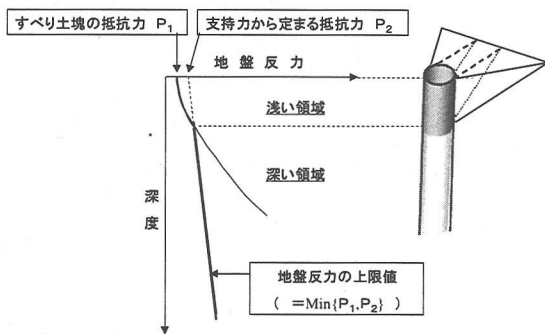 すべり土塊の抵抗力 P₁
支持力から定まる抵抗力 P₂
地盤反力
浅い領域
深い領域
深度
地盤反力の上限値
( =Min{P₁,P₂} )